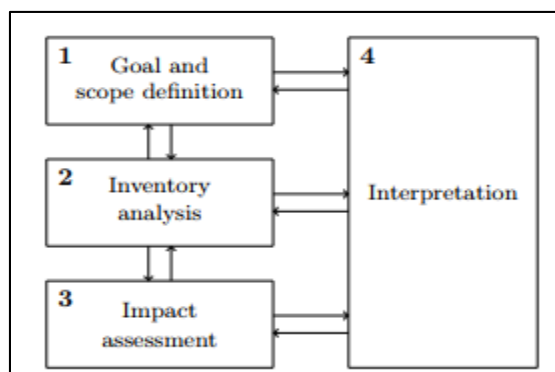 1
Goal and
scope definition
4
2
Inventory
analysis
Interpretation
3
Impact
assessment